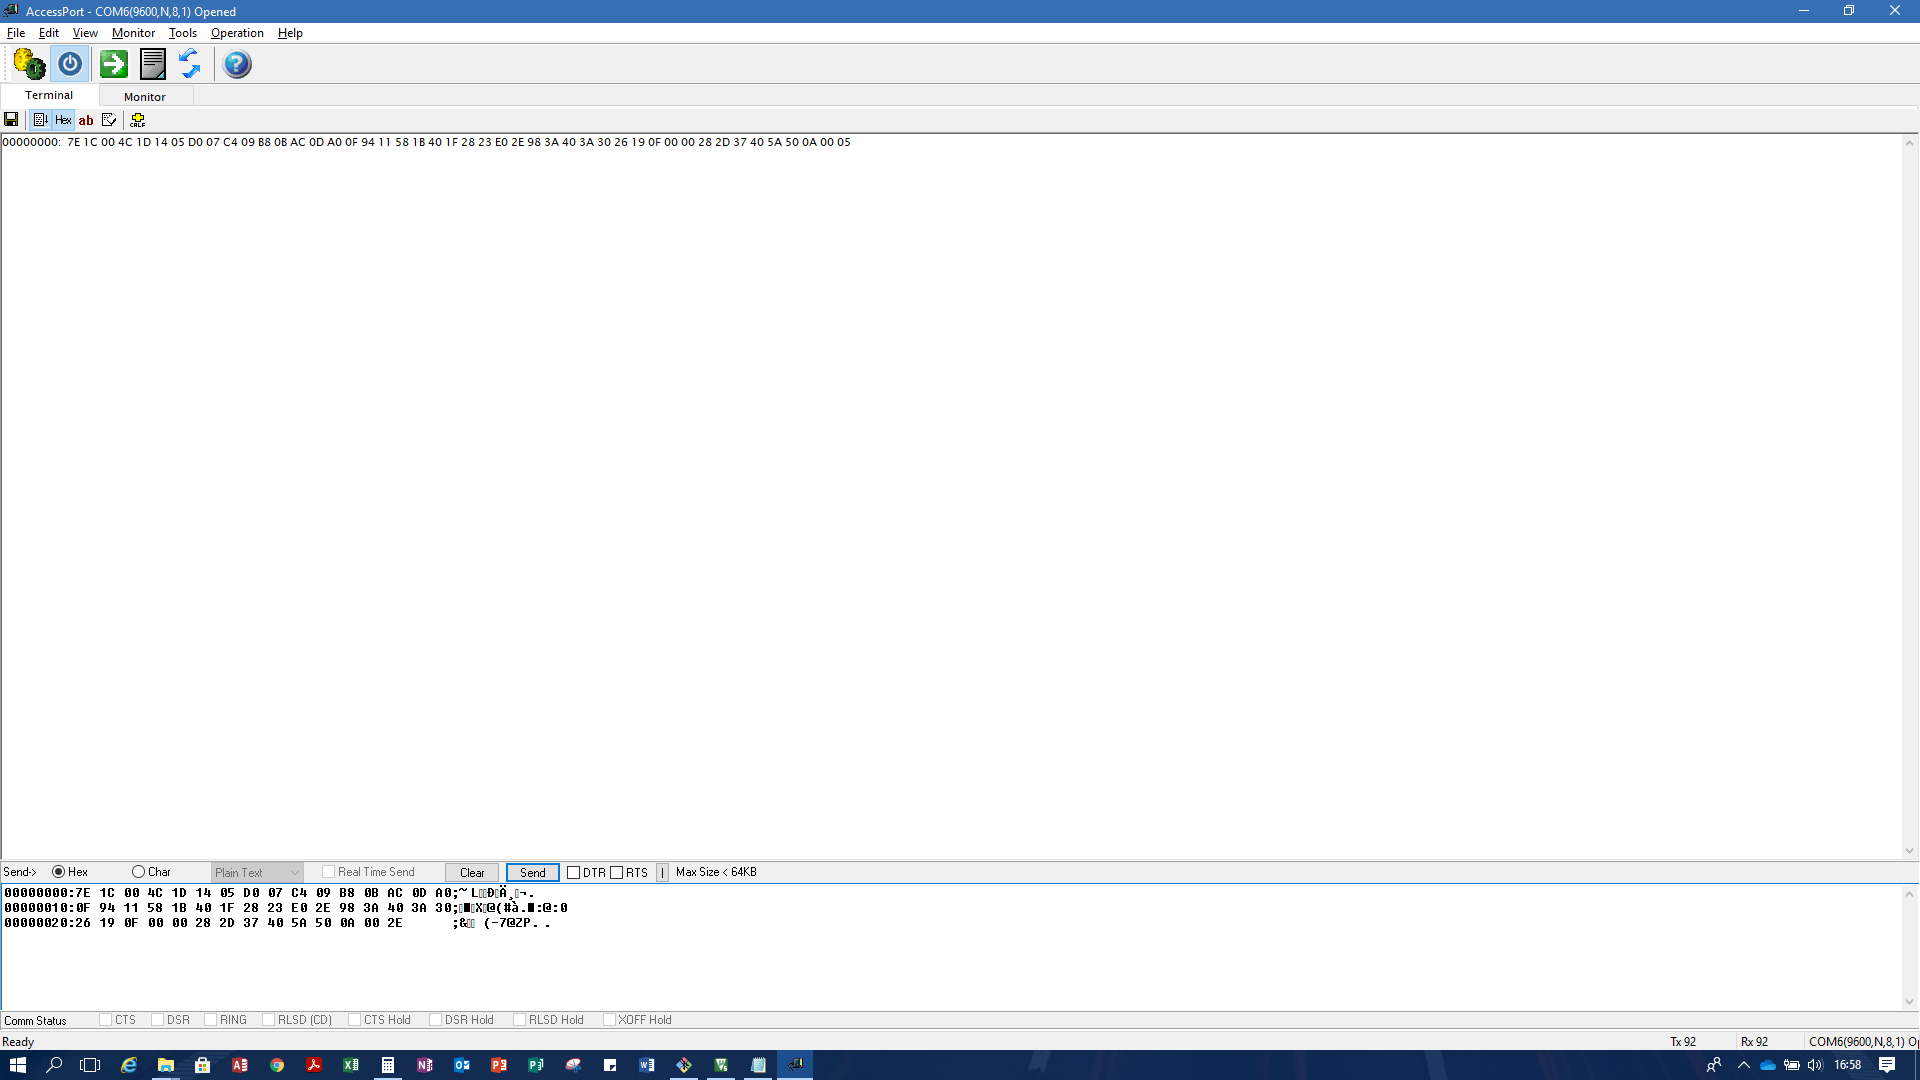 AccessPort - COM6(9600,N,8,1) Opened
File Edit View Monitor Tools Operation Help
Terminal Monitor
Hex ab CRLF
00000000: 7E 1C 00 4C 1D 14 05 D0 07 C4 09 B8 0B AC 0D A0 0F 94 11 58 1B 40 1F 28 23 E0 2E 98 3A 40 3A 30 26 19 0F 00 00 28 2D 37 40 5A 50 0A 00 05
Send-> Hex Char Plain Text Real Time Send Clear Send DTR RTS | Max Size < 64KB
00000000:7E 1C 00 4C 1D 14 05 D0 07 C4 09 B8 0B AC 0D A0;~ L Ð Ä ¸ ¬.
00000010:0F 94 11 58 1B 40 1F 28 23 E0 2E 98 3A 40 3A 30; X @ (#à. :@:0
00000020:26 19 0F 00 00 28 2D 37 40 5A 50 0A 00 2E ;& (-7@ZP. .
Comm Status CTS DSR RING RLSD (CD) CTS Hold DSR Hold RLSD Hold XOFF Hold
Ready Tx 92 Rx 92 COM6(9600,N,8,1) Op
16:58